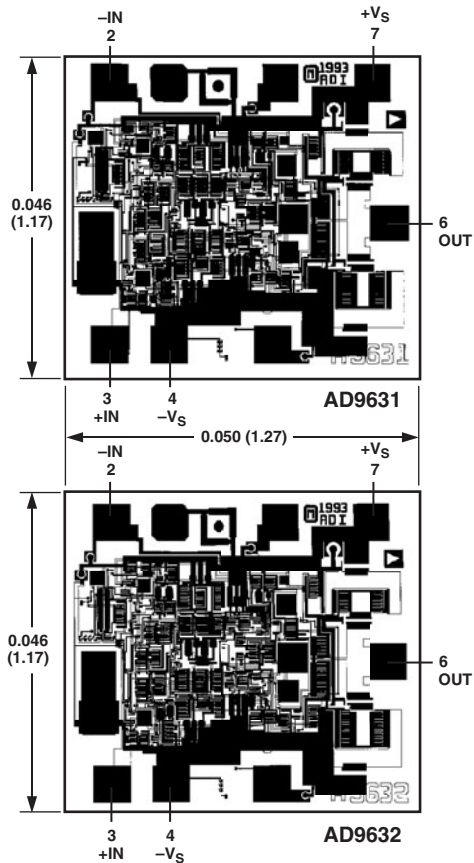 –IN
2
+VS
7
1993
ADI
0.046
(1.17)
6
OUT
9631
3
+IN
4
–VS
AD9631
0.050 (1.27)
–IN
2
+VS
7
1993
ADI
0.046
(1.17)
6
OUT
9632
3
+IN
4
–VS
AD9632